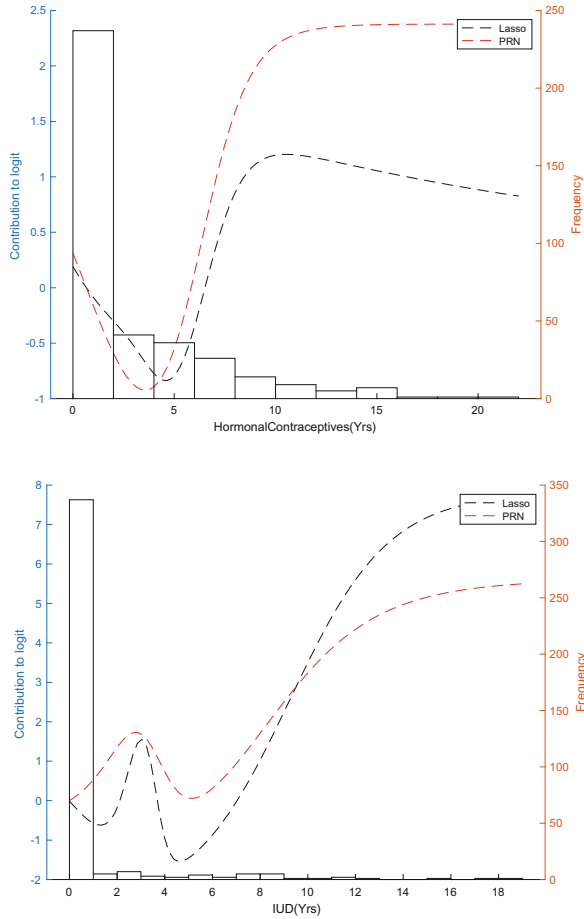 2.5
2
1.5
1
0.5
0
-0.5
-1
Contribution to logit
250
200
150
100
50
0
Frequency
Lasso
PRN
0 5 10 15 20
HormonalContraceptives(Yrs)
8
7
6
5
4
3
2
1
0
-1
-2
Contribution to logit
350
300
250
200
150
100
50
0
Frequency
Lasso
PRN
0 2 4 6 8 10 12 14 16 18
IUD(Yrs)